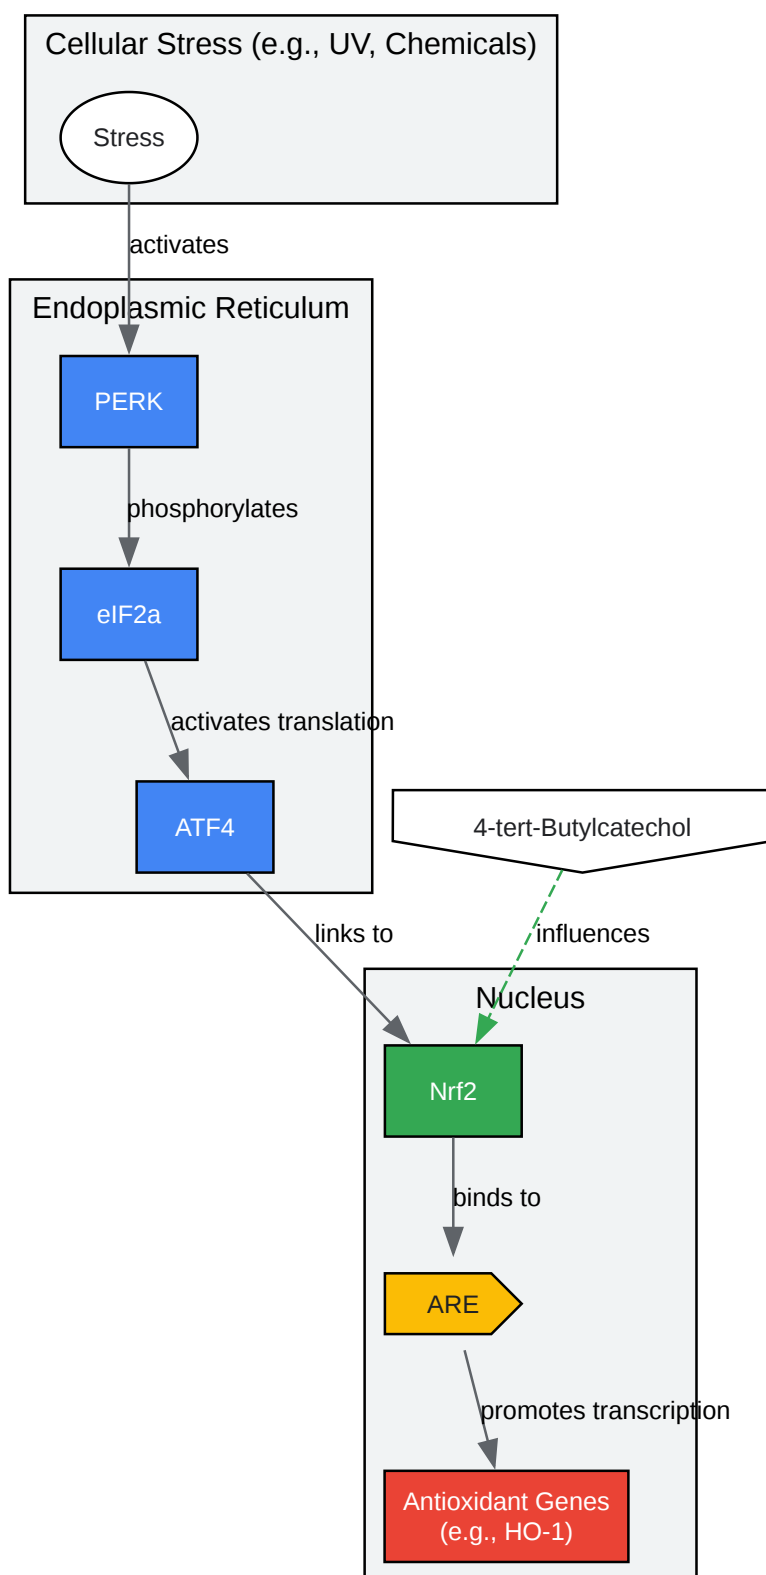 Cellular Stress (e.g., UV, Chemicals)
Stress
activates
Endoplasmic Reticulum
PERK
phosphorylates
eIF2a
activates translation
ATF4
4-tert-Butylcatechol
links to
influences
Nucleus
Nrf2
binds to
ARE
promotes transcription
Antioxidant Genes
(e.g., HO-1)